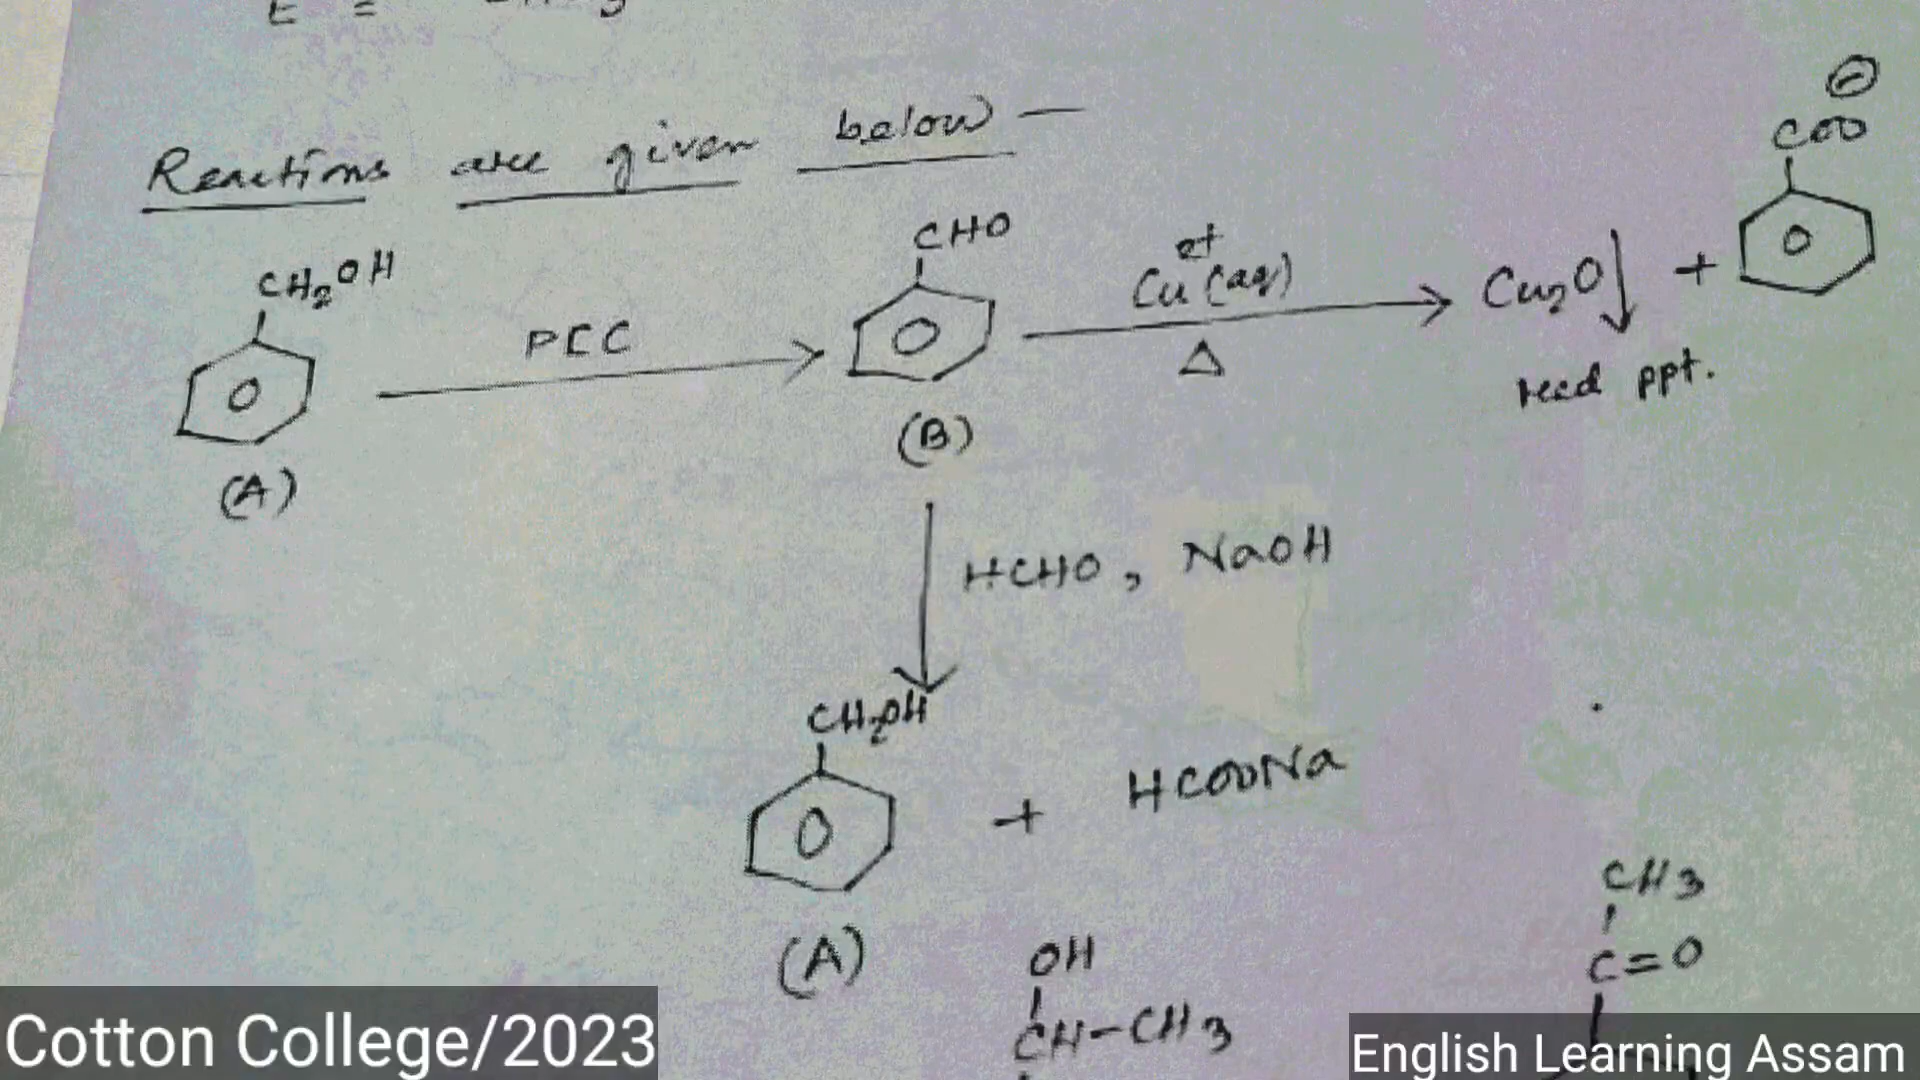 Reactions are given below —
CH2OH
PCC
(A)
CHO
(B)
Cu2+(aq)
Δ
Cu2O↓ +
red ppt.
COO⊖
HCHO, NaOH
CH2OH
+ HCOONa
(A)
OH
CH-CH3
CH3
C=O
Cotton College/2023
English Learning Assam